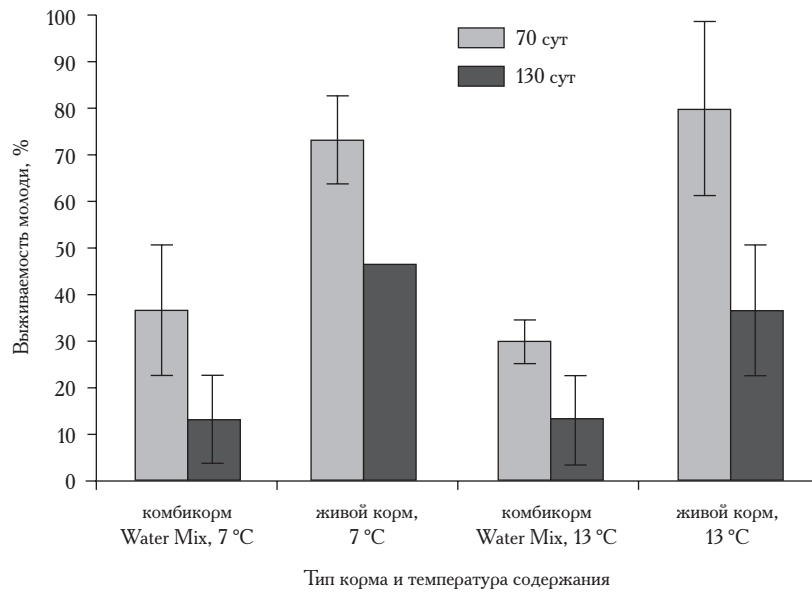 100
90
80
70
60
50
40
30
20
10
0
Выживаемость молоди, %
70 сут
130 сут
комбикорм
Water Mix, 7 °C
живой корм,
7 °C
комбикорм
Water Mix, 13 °C
живой корм,
13 °C
Тип корма и температура содержания